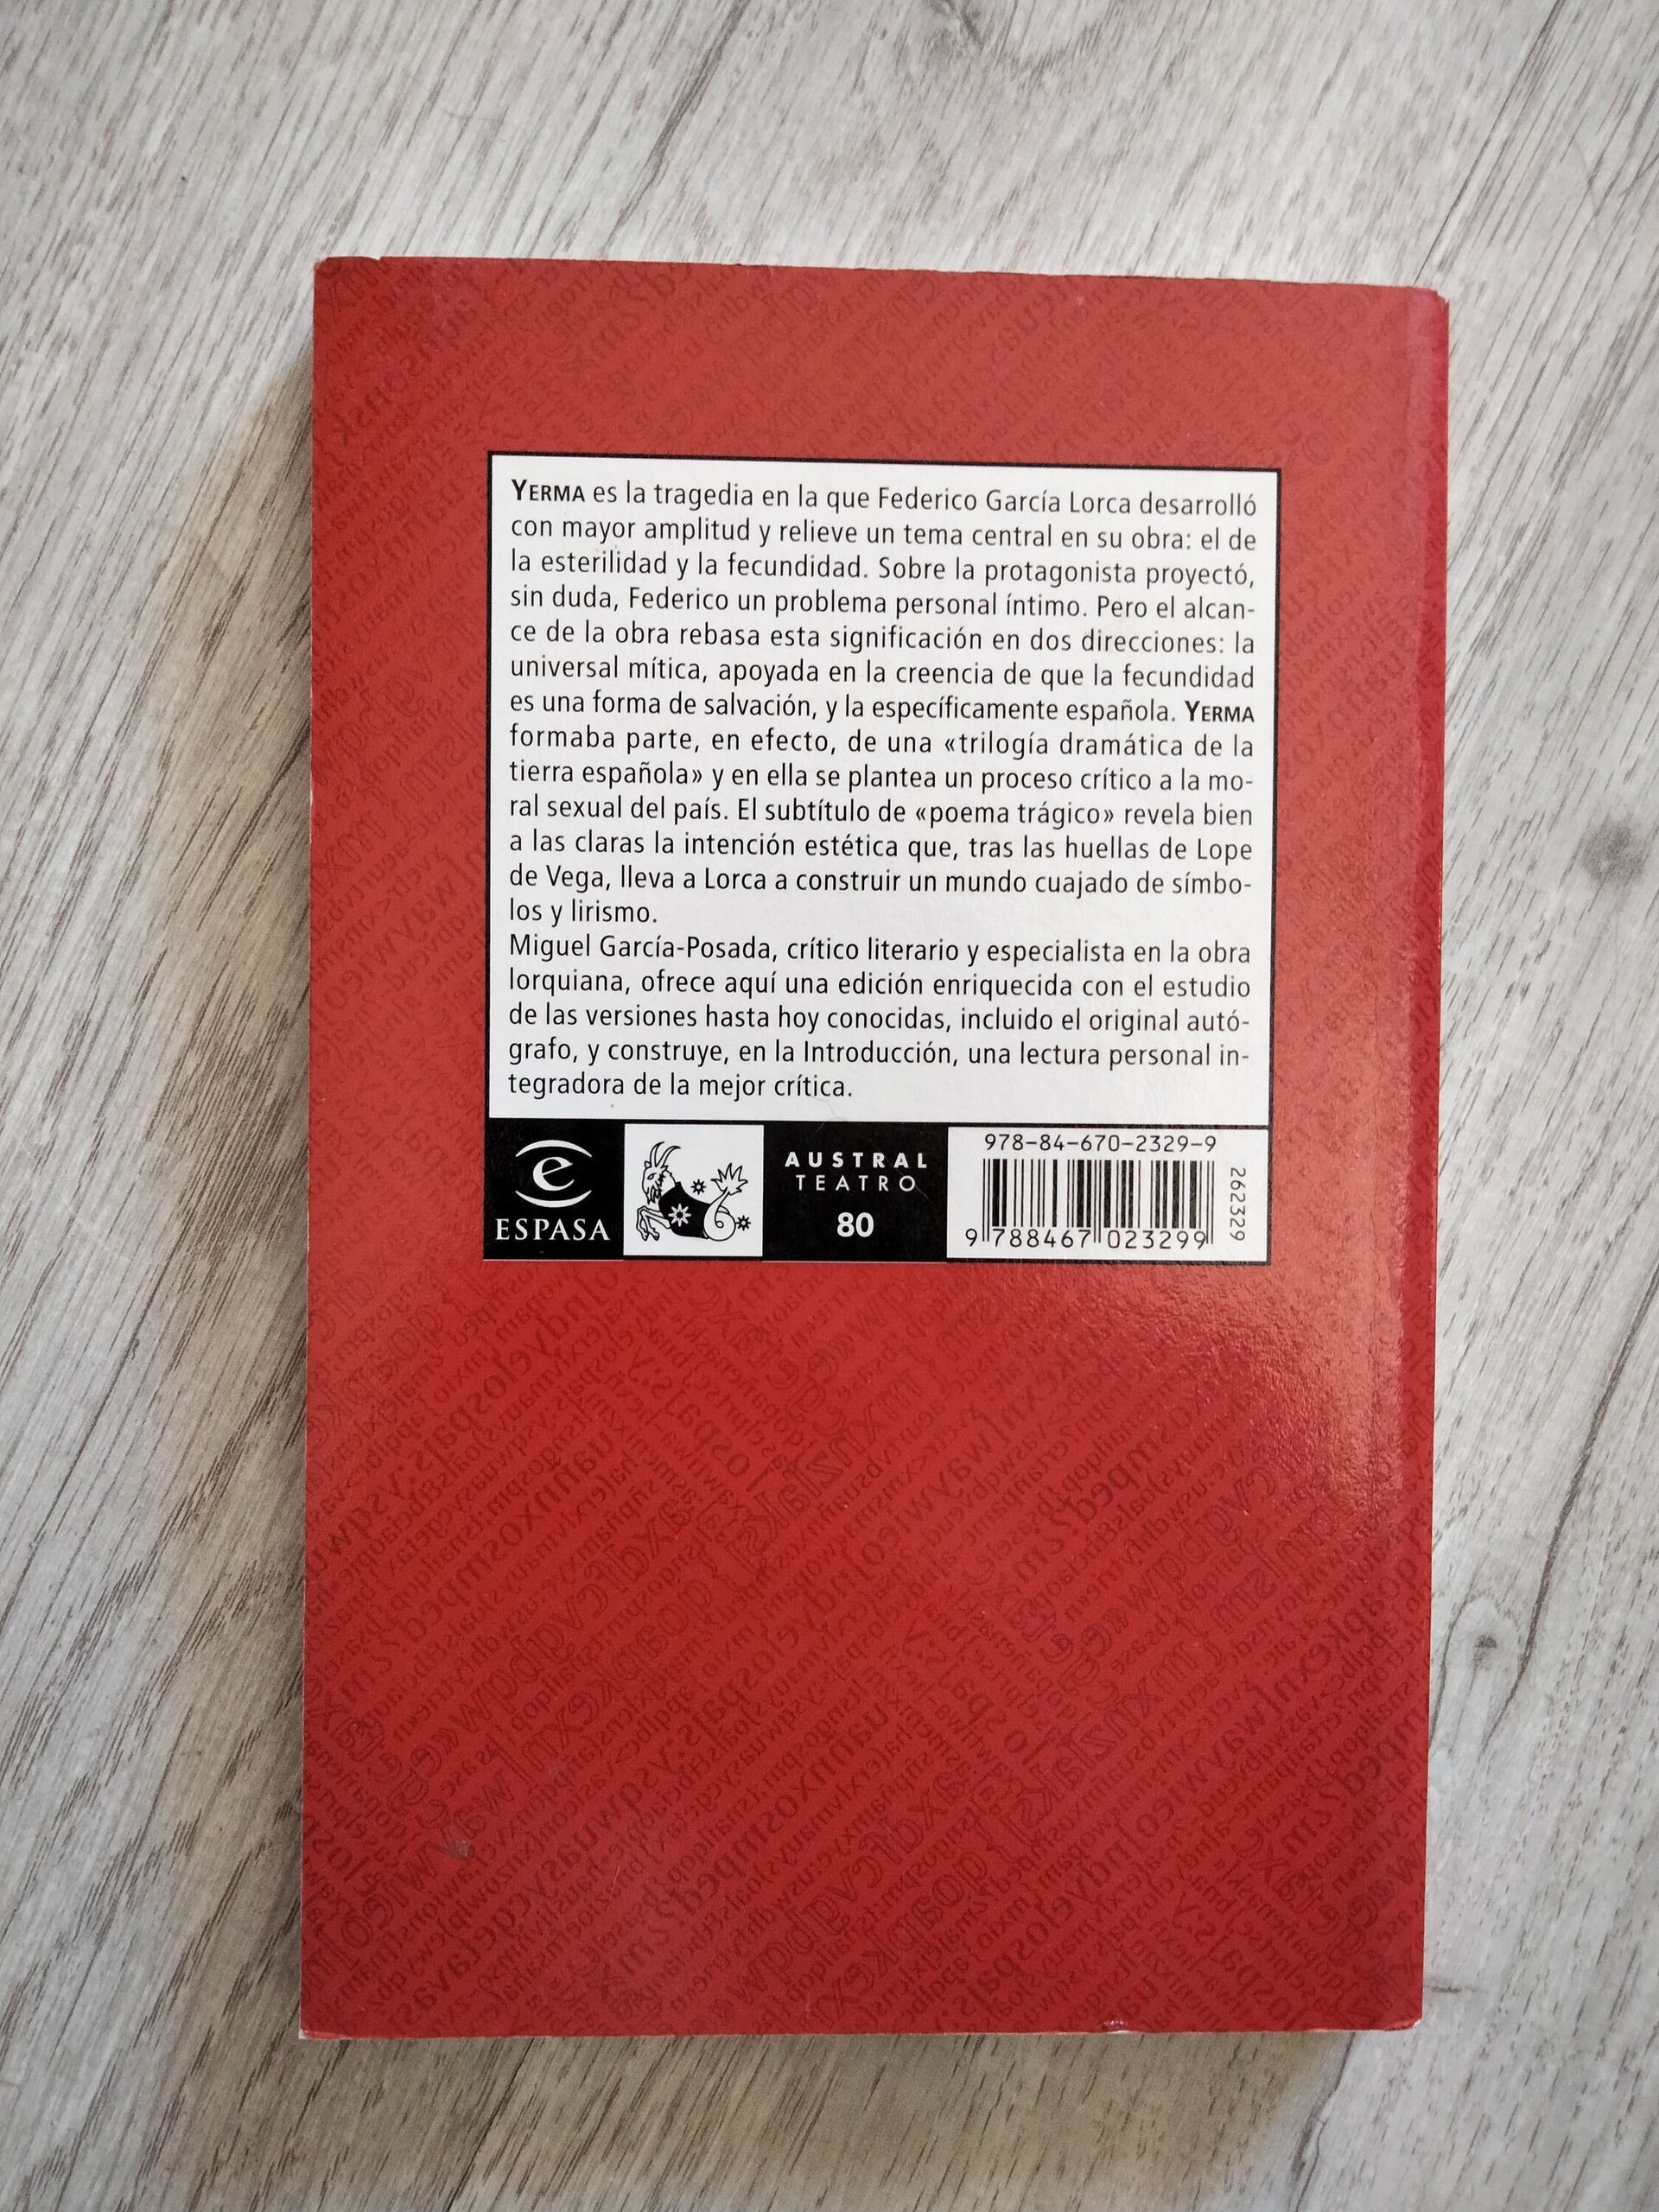 YERMA es la tragedia en la que Federico García Lorca desarrolló
con mayor amplitud y relieve un tema central en su obra: el de
la esterilidad y la fecundidad. Sobre la protagonista proyectó,
sin duda, Federico un problema personal íntimo. Pero el alcan-
ce de la obra rebasa esta significación en dos direcciones: la
universal mítica, apoyada en la creencia de que la fecundidad
es una forma de salvación, y la específicamente española. YERMA
formaba parte, en efecto, de una «trilogía dramática de la
tierra española» y en ella se plantea un proceso crítico a la mo-
ral sexual del país. El subtítulo de «poema trágico» revela bien
a las claras la intención estética que, tras las huellas de Lope
de Vega, lleva a Lorca a construir un mundo cuajado de símbo-
los y lirismo.
Miguel García-Posada, crítico literario y especialista en la obra
lorquiana, ofrece aquí una edición enriquecida con el estudio
de las versiones hasta hoy conocidas, incluido el original autó-
grafo, y construye, en la Introducción, una lectura personal in-
tegradora de la mejor crítica.
e
ESPASA
AUSTRAL
TEATRO
80
978-84-670-2329-9
9 788467 023299
262329